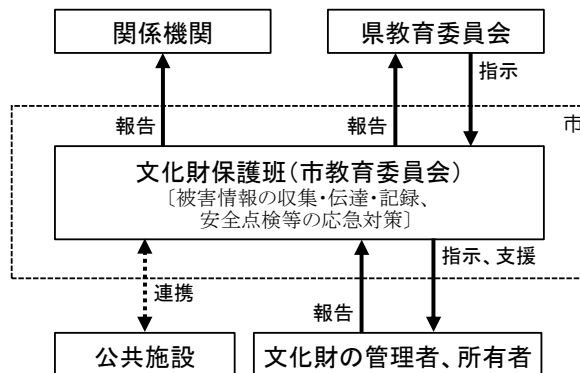 関係機関
県教育委員会
指示
報告
報告
市
文化財保護班(市教育委員会)
〔被害情報の収集・伝達・記録、
安全点検等の応急対策〕
指示、支援
連携
報告
公共施設
文化財の管理者、所有者